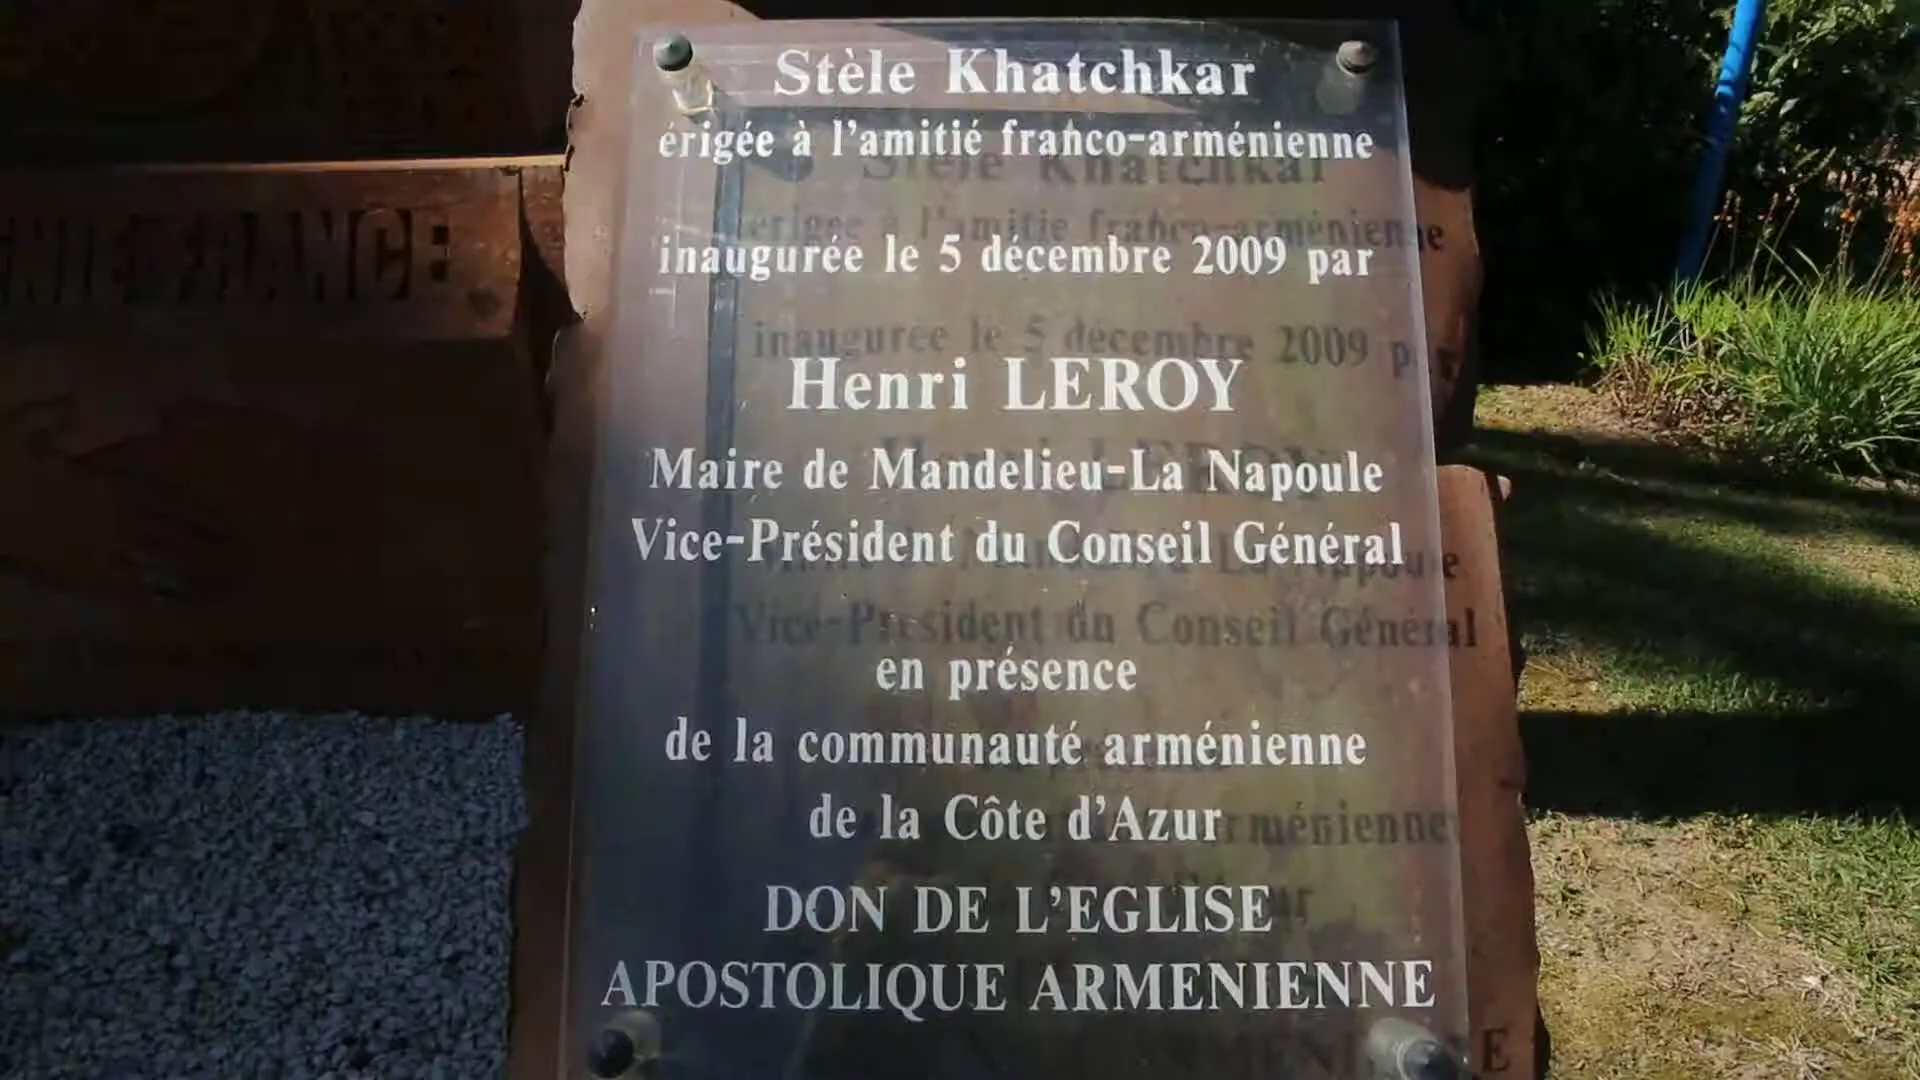 Stèle Khatchkar
érigée à l'amitié franco-arménienne
inaugurée le 5 décembre 2009 par
Henri LEROY
Maire de Mandelieu-La Napoule
Vice-Président du Conseil Général
en présence
de la communauté arménienne
de la Côte d'Azur
DON DE L'EGLISE
APOSTOLIQUE ARMENIENNE
FRANCE